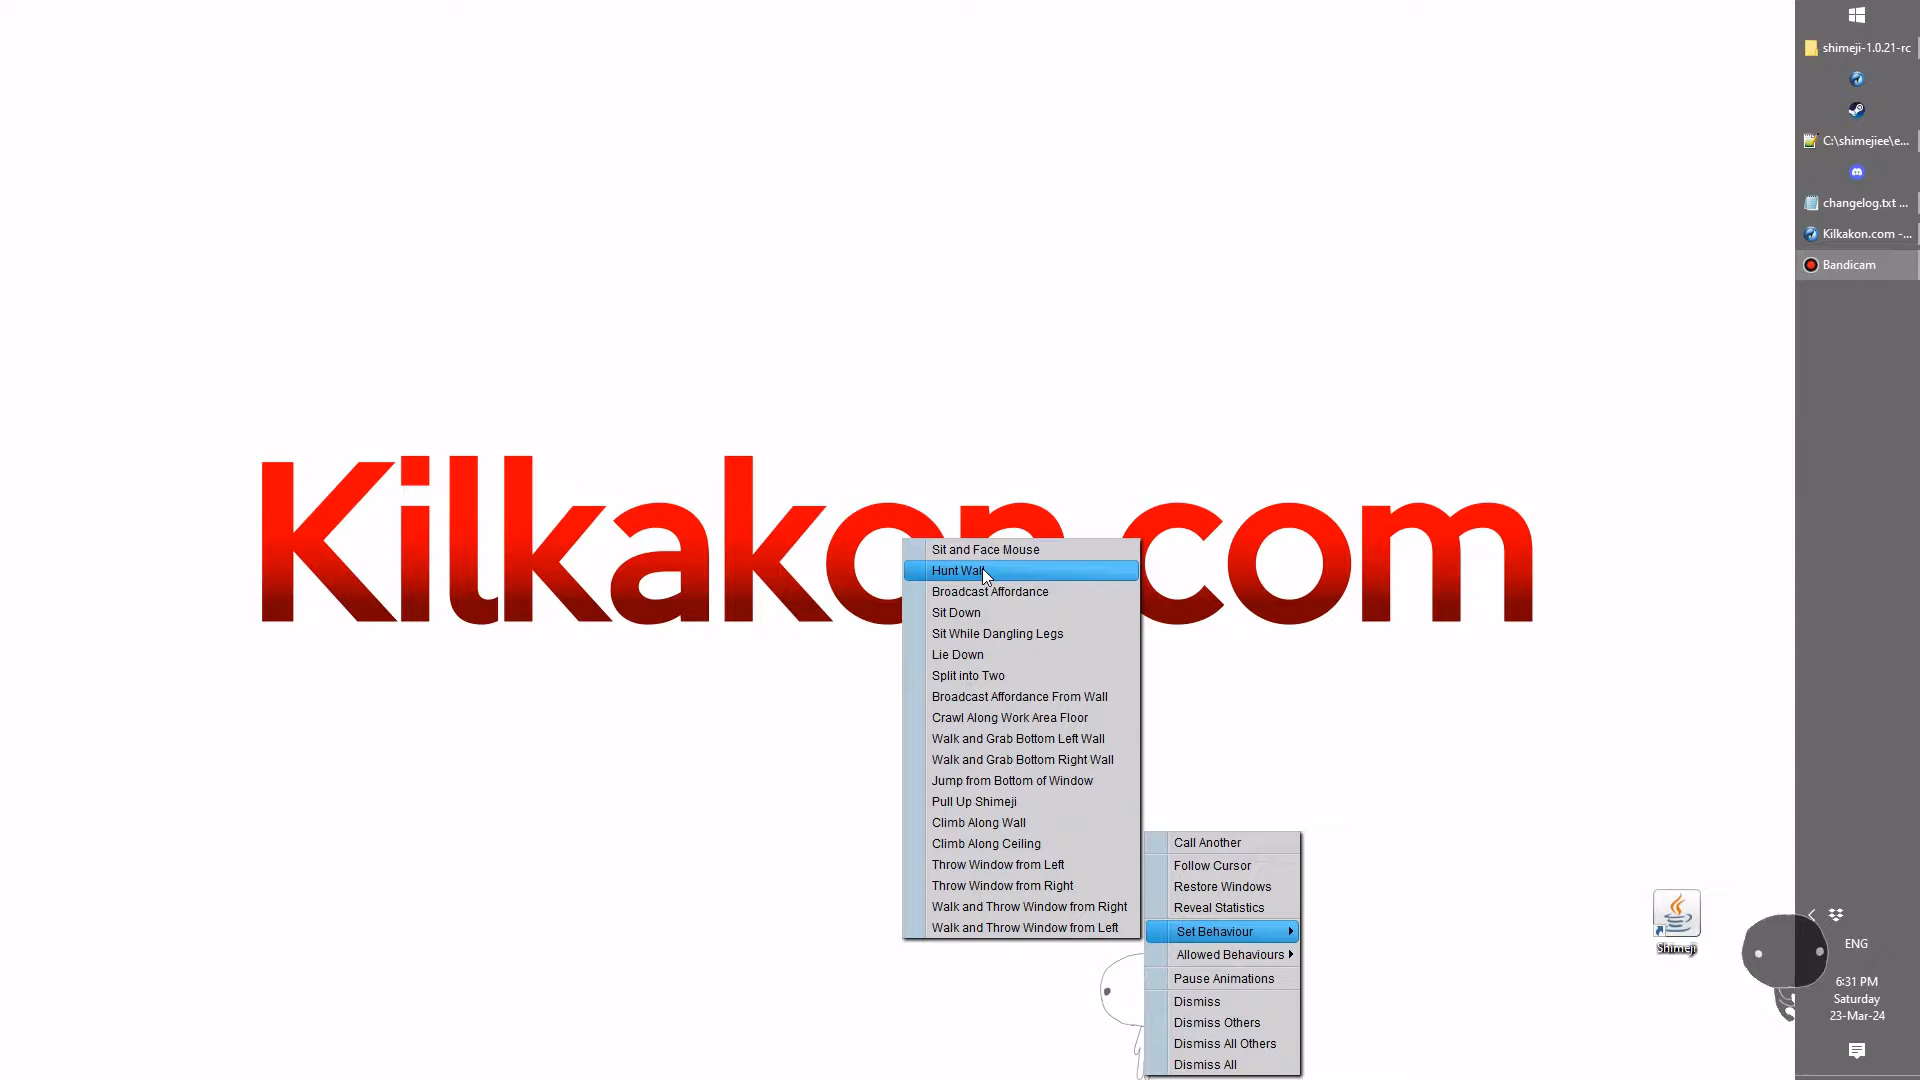 shimeji-1.0.21-rc
C:\shimejiee\e...
changelog.txt ...
Kilkakon.com -...
Bandicam
Kilkakon.com
Sit and Face Mouse
Hunt Wall
Broadcast Affordance
Sit Down
Sit While Dangling Legs
Lie Down
Split into Two
Broadcast Affordance From Wall
Crawl Along Work Area Floor
Walk and Grab Bottom Left Wall
Walk and Grab Bottom Right Wall
Jump from Bottom of Window
Pull Up Shimeji
Climb Along Wall
Climb Along Ceiling
Throw Window from Left
Throw Window from Right
Walk and Throw Window from Right
Walk and Throw Window from Left
Call Another
Follow Cursor
Restore Windows
Reveal Statistics
Set Behaviour
Allowed Behaviours
Pause Animations
Dismiss
Dismiss Others
Dismiss All Others
Dismiss All
Shimeji
ENG
6:31 PM
Saturday
23-Mar-24